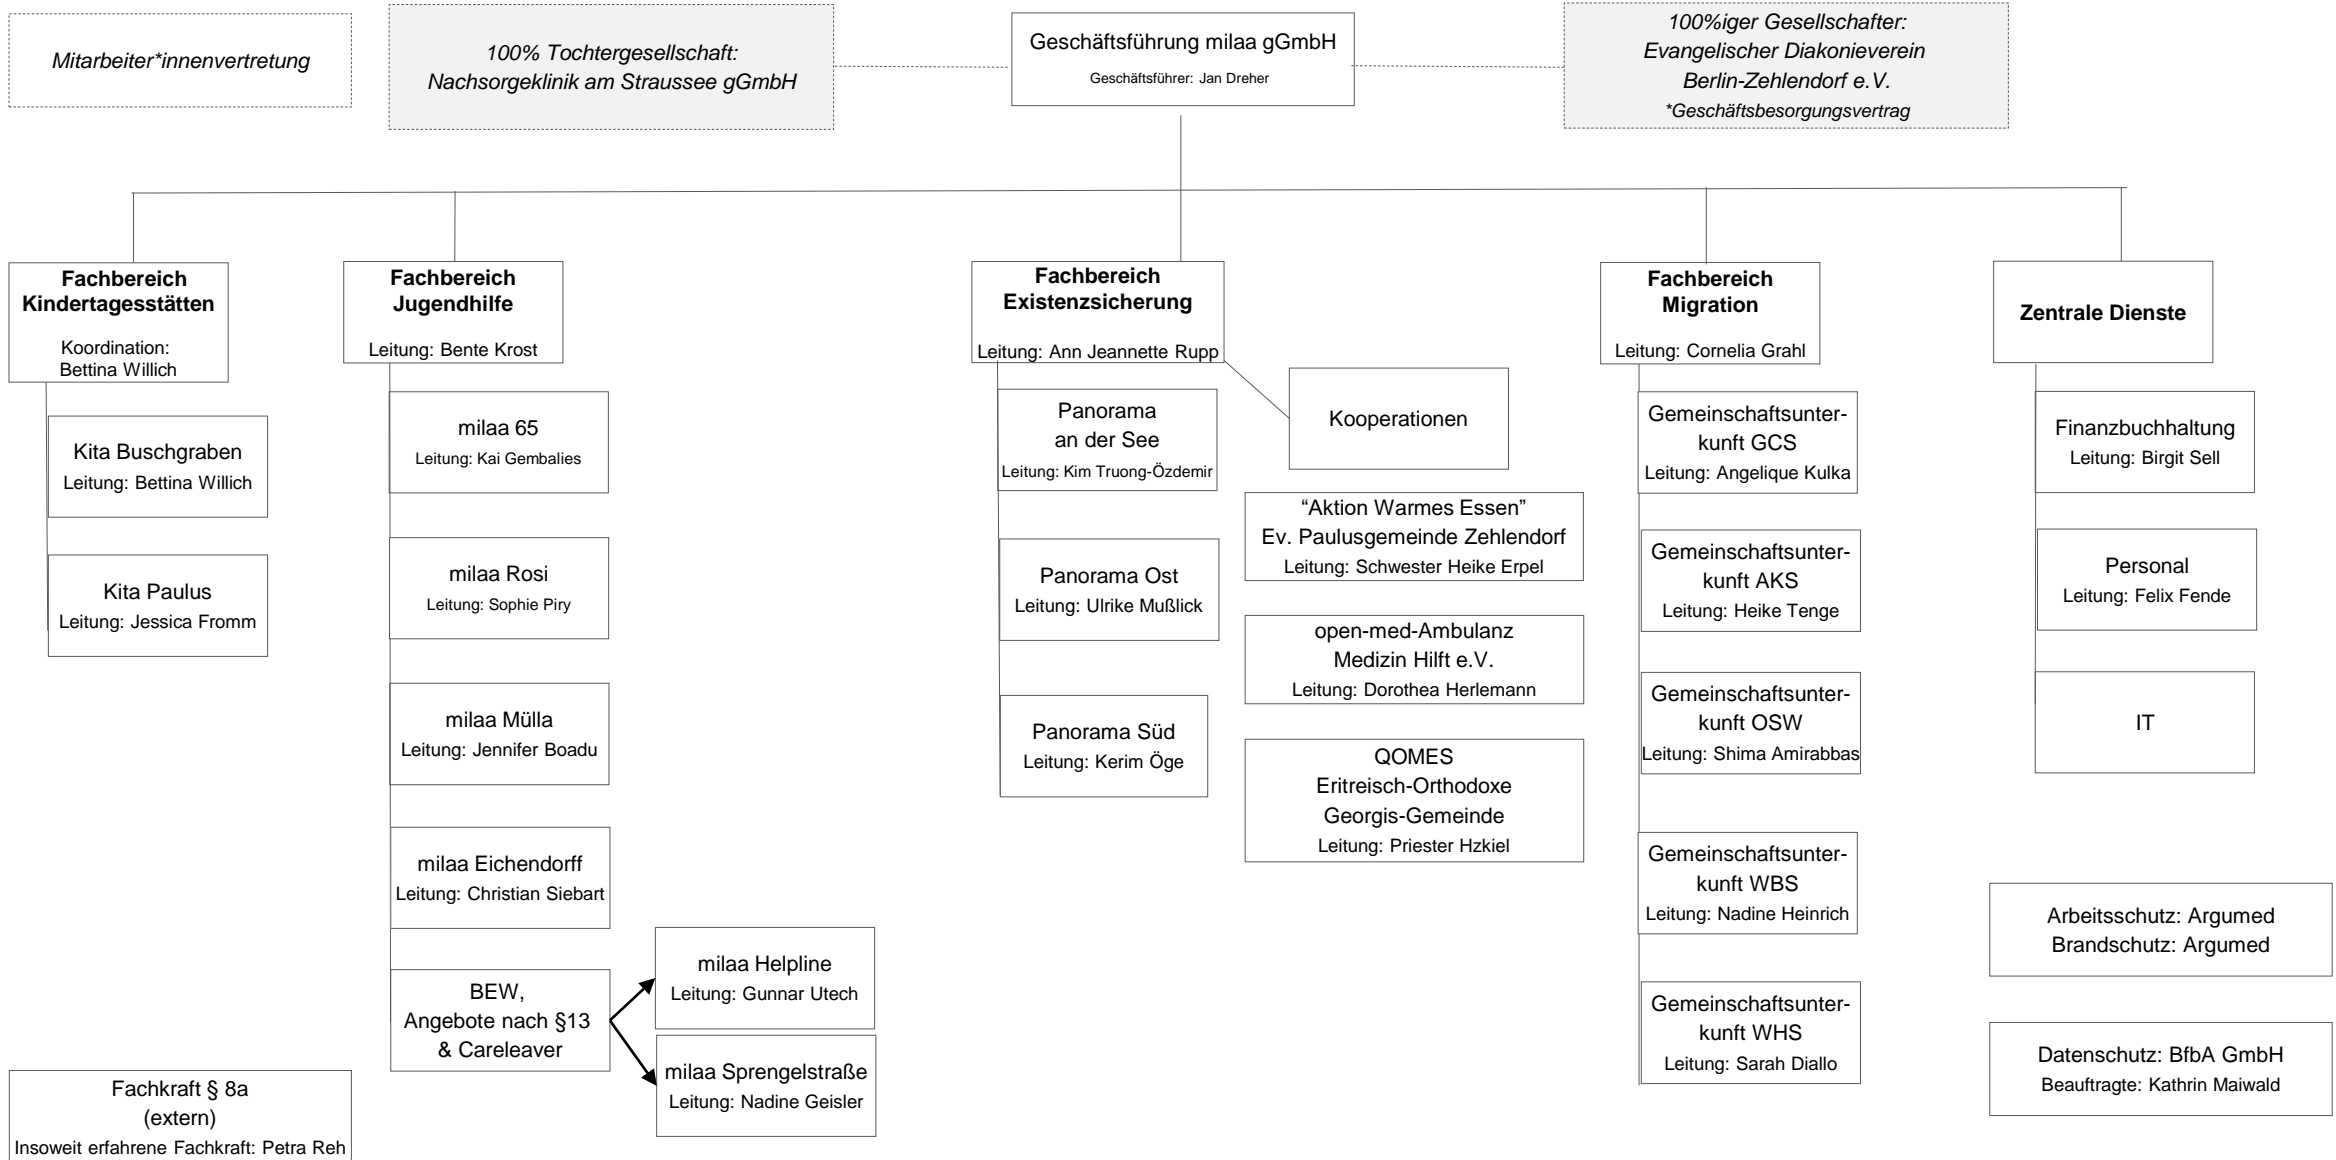 Mitarbeiter*innenvertretung
100% Tochtergesellschaft:
Nachsorgeklinik am Straussee gGmbH
Geschäftsführung milaa gGmbH
Geschäftsführer: Jan Dreher
100%iger Gesellschafter:
Evangelischer Diakonieverein
Berlin-Zehlendorf e.V.
*Geschäftsbesorgungsvertrag
Fachbereich
Kindertagesstätten
Koordination:
Bettina Willich
Kita Buschgraben
Leitung: Bettina Willich
Kita Paulus
Leitung: Jessica Fromm
Fachbereich
Jugendhilfe
Leitung: Bente Krost
milaa 65
Leitung: Kai Gembalies
milaa Rosi
Leitung: Sophie Piry
milaa Mülla
Leitung: Jennifer Boadu
milaa Eichendorff
Leitung: Christian Siebart
BEW,
Angebote nach §13
& Careleaver
milaa Helpline
Leitung: Gunnar Utech
milaa Sprengelstraße
Leitung: Nadine Geisler
Fachbereich
Existenzsicherung
Leitung: Ann Jeannette Rupp
Panorama
an der See
Leitung: Kim Truong-Özdemir
Panorama Ost
Leitung: Ulrike Mußlick
Panorama Süd
Leitung: Kerim Öge
Kooperationen
“Aktion Warmes Essen”
Ev. Paulusgemeinde Zehlendorf
Leitung: Schwester Heike Erpel
open-med-Ambulanz
Medizin Hilft e.V.
Leitung: Dorothea Herlemann
QOMES
Eritreisch-Orthodoxe
Georgis-Gemeinde
Leitung: Priester Hzkiel
Fachbereich
Migration
Leitung: Cornelia Grahl
Gemeinschaftsunter-
kunft GCS
Leitung: Angelique Kulka
Gemeinschaftsunter-
kunft AKS
Leitung: Heike Tenge
Gemeinschaftsunter-
kunft OSW
Leitung: Shima Amirabbas
Gemeinschaftsunter-
kunft WBS
Leitung: Nadine Heinrich
Gemeinschaftsunter-
kunft WHS
Leitung: Sarah Diallo
Zentrale Dienste
Finanzbuchhaltung
Leitung: Birgit Sell
Personal
Leitung: Felix Fende
IT
Arbeitsschutz: Argumed
Brandschutz: Argumed
Datenschutz: BfbA GmbH
Beauftragte: Kathrin Maiwald
Fachkraft § 8a
(extern)
Insoweit erfahrene Fachkraft: Petra Reh